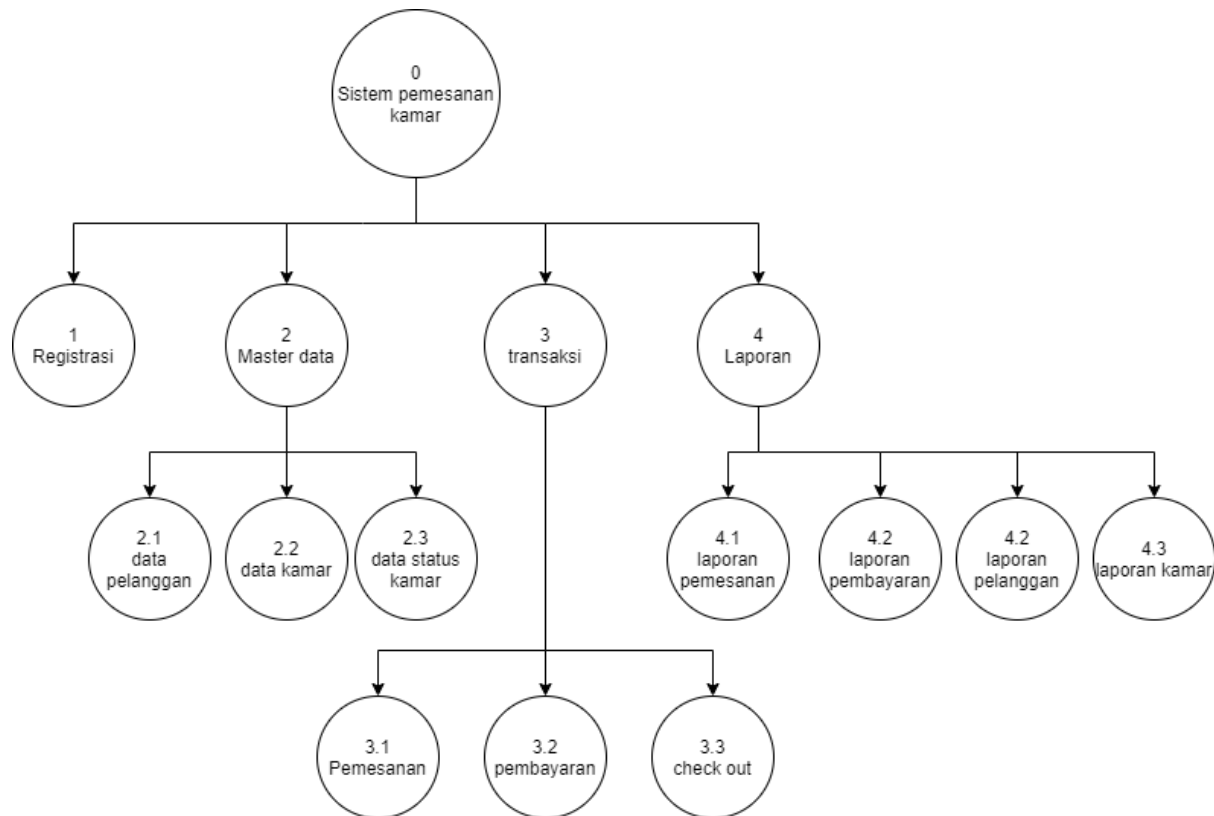 0
Sistem pemesanan
kamar
1
Registrasi
2
Master data
3
transaksi
4
Laporan
2.1
data
pelanggan
2.2
data kamar
2.3
data status
kamar
4.1
laporan
pemesanan
4.2
laporan
pembayaran
4.2
laporan
pelanggan
4.3
laporan kamar
3.1
Pemesanan
3.2
pembayaran
3.3
check out